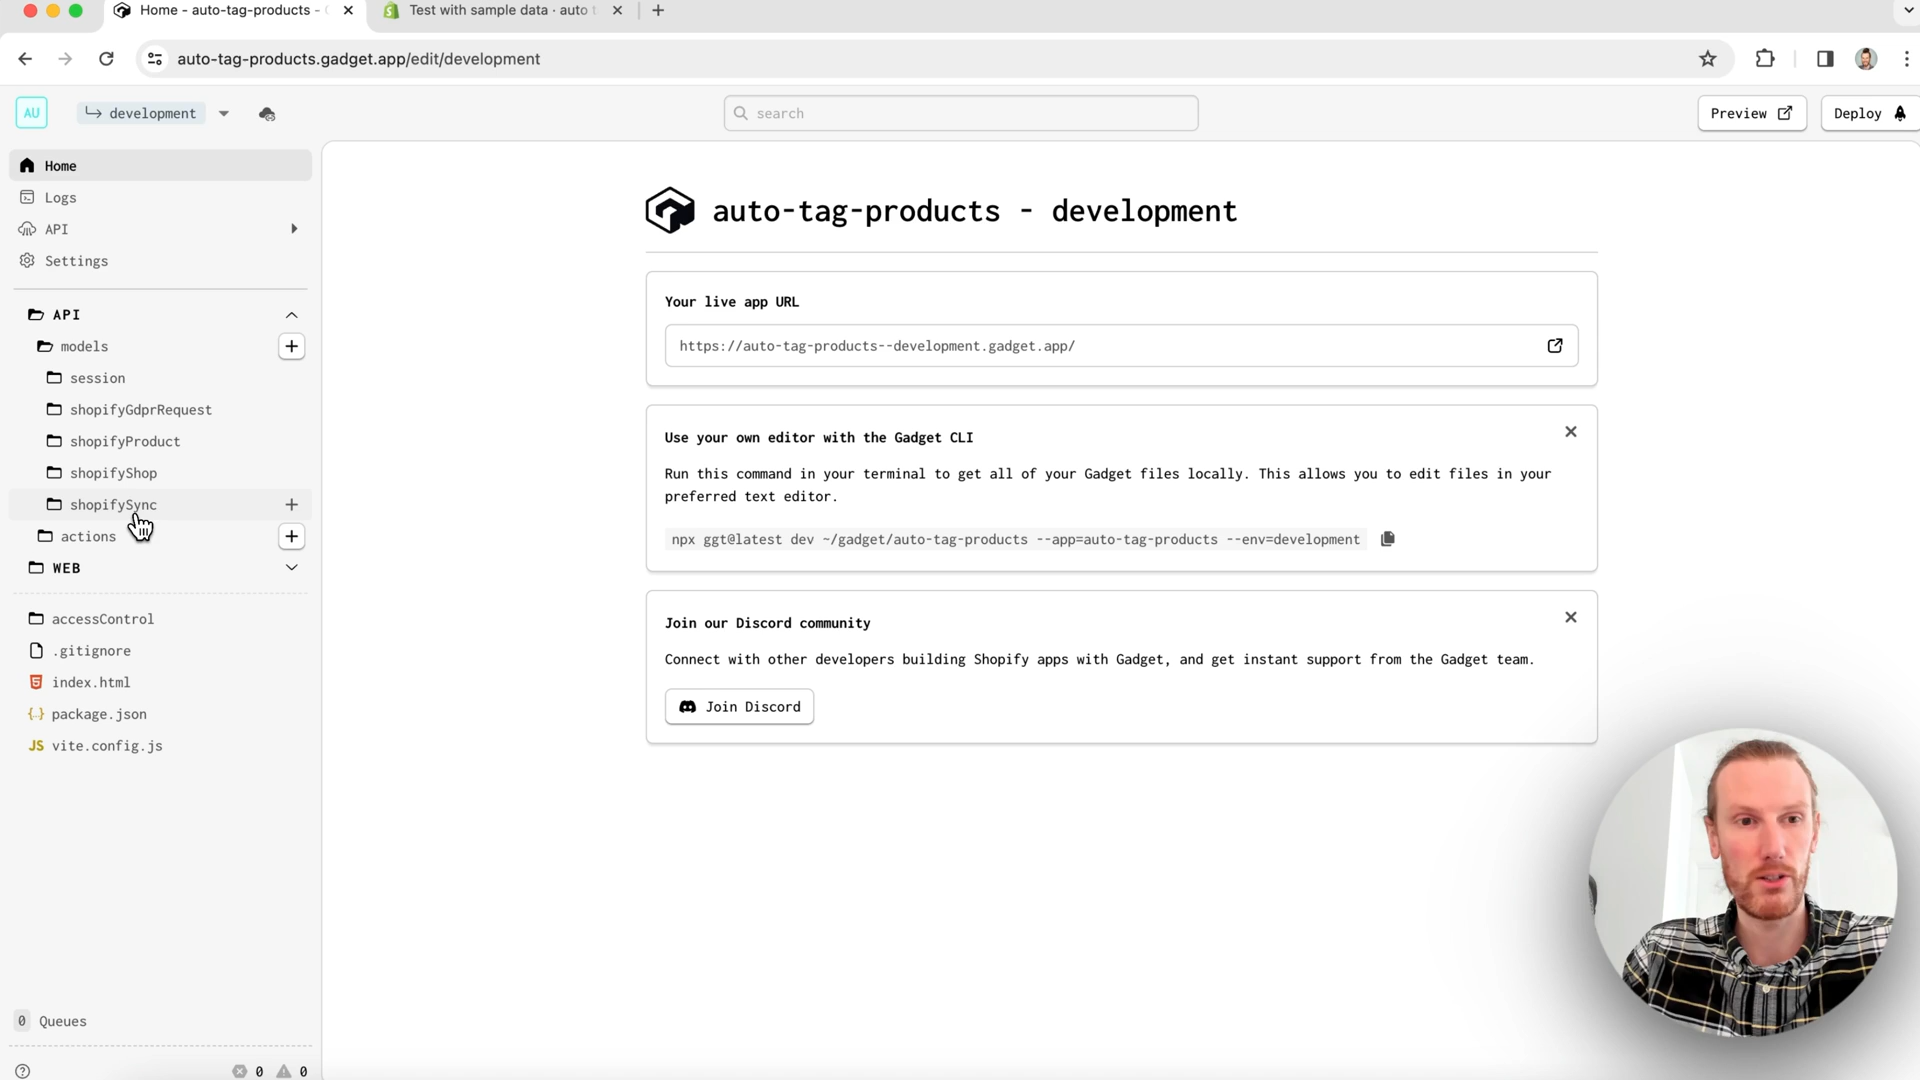 Home - auto-tag-products -
Test with sample data · auto t
auto-tag-products.gadget.app/edit/development
AU
development
search
Preview
Deploy
Home
Logs
API
Settings
API
models
session
shopifyGdprRequest
shopifyProduct
shopifyShop
shopifySync
actions
WEB
accessControl
.gitignore
index.html
package.json
JS vite.config.js
0 Queues
0 0
auto-tag-products - development
Your live app URL
https://auto-tag-products--development.gadget.app/
Use your own editor with the Gadget CLI
Run this command in your terminal to get all of your Gadget files locally. This allows you to edit files in your
preferred text editor.
npx ggt@latest dev ~/gadget/auto-tag-products --app=auto-tag-products --env=development
Join our Discord community
Connect with other developers building Shopify apps with Gadget, and get instant support from the Gadget team.
Join Discord